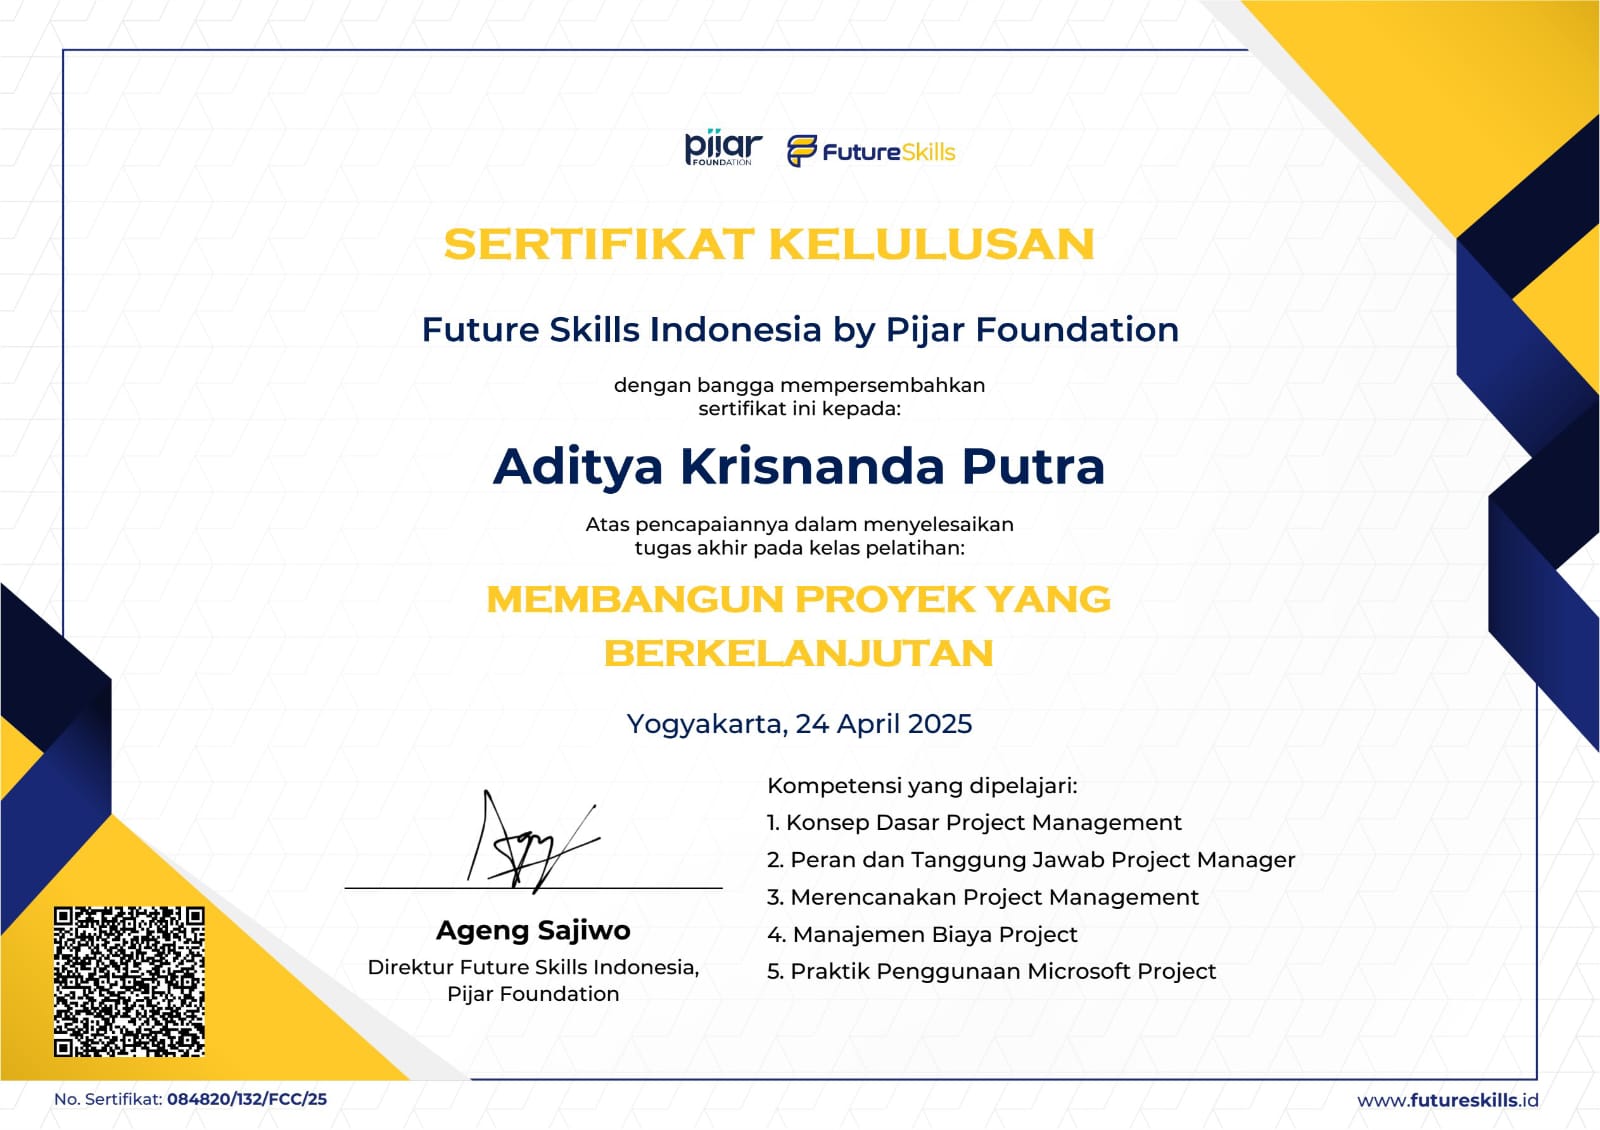 pijar
FOUNDATION
FutureSkills
SERTIFIKAT KELULUSAN
Future Skills Indonesia by Pijar Foundation
dengan bangga mempersembahkan
sertifikat ini kepada:
Aditya Krisnanda Putra
Atas pencapaiannya dalam menyelesaikan
tugas akhir pada kelas pelatihan:
MEMBANGUN PROYEK YANG
BERKELANJUTAN
Yogyakarta, 24 April 2025
Ageng Sajiwo
Direktur Future Skills Indonesia,
Pijar Foundation
Kompetensi yang dipelajari:
1. Konsep Dasar Project Management
2. Peran dan Tanggung Jawab Project Manager
3. Merencanakan Project Management
4. Manajemen Biaya Project
5. Praktik Penggunaan Microsoft Project
No. Sertifikat: 084820/132/FCC/25
www.futureskills.id